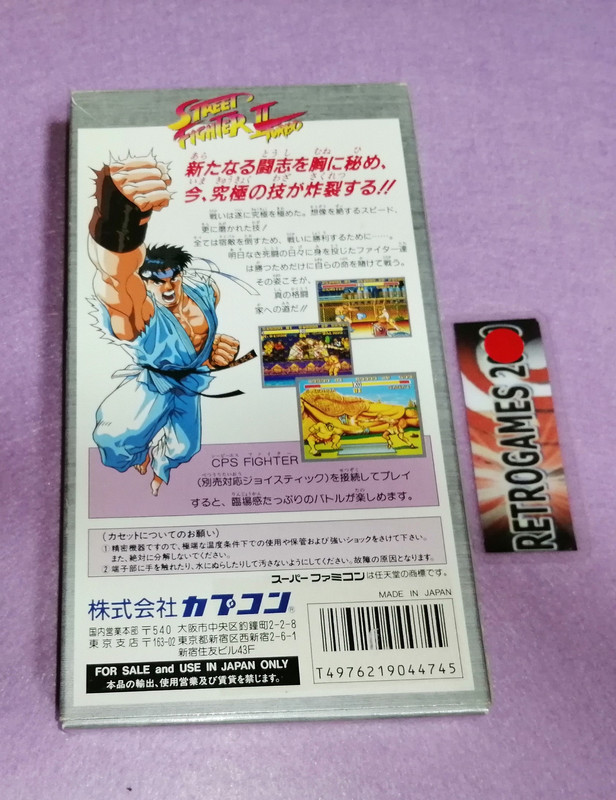 STREET
FIGHTER II
TURBO
新たなる闘志を胸に秘め、
今、究極の技が炸裂する!!
戦いは遂に究極を極めた。想像を絶するスピード、
更に磨かれた技!
全ては宿敵を倒すため、戦いに勝利するために――。
明日なき死闘の日々に身を投じたファイター達
は勝つためだけに自らの命を賭けて戦う。
その姿こそが、
真の格闘
家への道だ!!
CPS FIGHTER
(別売対応ジョイスティック)を接続してプレイ
すると、臨場感たっぷりのバトルが楽しめます。
〈カセットについてのお願い〉
①精密機器ですので、極端な温度条件下での使用や保管および強いショックをさけて下さい。
また、絶対に分解しないでください。
②端子部に手を触れたり、水にぬらしたりして汚さないようにしてください。故障の原因となります。
スーパーファミコンは任天堂の商標です。
株式会社 カプコン®
国内営業本部 〒540 大阪市中央区釣鐘町2-2-8
東京支店 〒163-02 東京都新宿区西新宿2-6-1
新宿住友ビル43F
FOR SALE and USE IN JAPAN ONLY
本品の輸出、使用営業及び賃貸を禁じます。
MADE IN JAPAN
T4976219044745
RETROGAMES 2